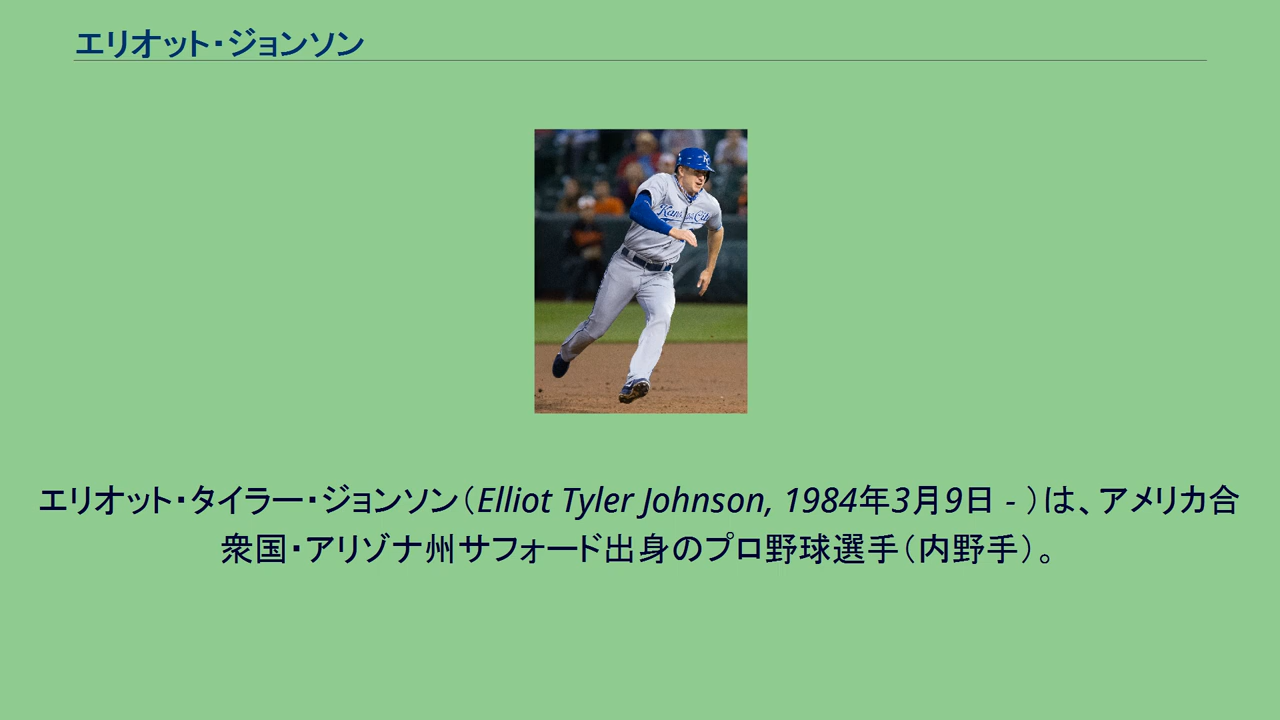 エリオット・ジョンソン
Kansas City
エリオット・タイラー・ジョンソン（Elliot Tyler Johnson, 1984年3月9日 - ）は、アメリカ合
衆国・アリゾナ州サフォード出身のプロ野球選手（内野手）。